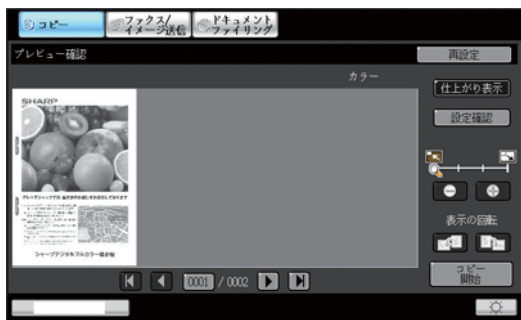 コピー
ファクス/
イメージ送信
ドキュメント
ファイリング
プレビュー確認
再設定
カラー
仕上がり表示
設定確認
SHARP
表示の回転
シャープデジタルフルカラー複合機
コピー
開始
0001 / 0002